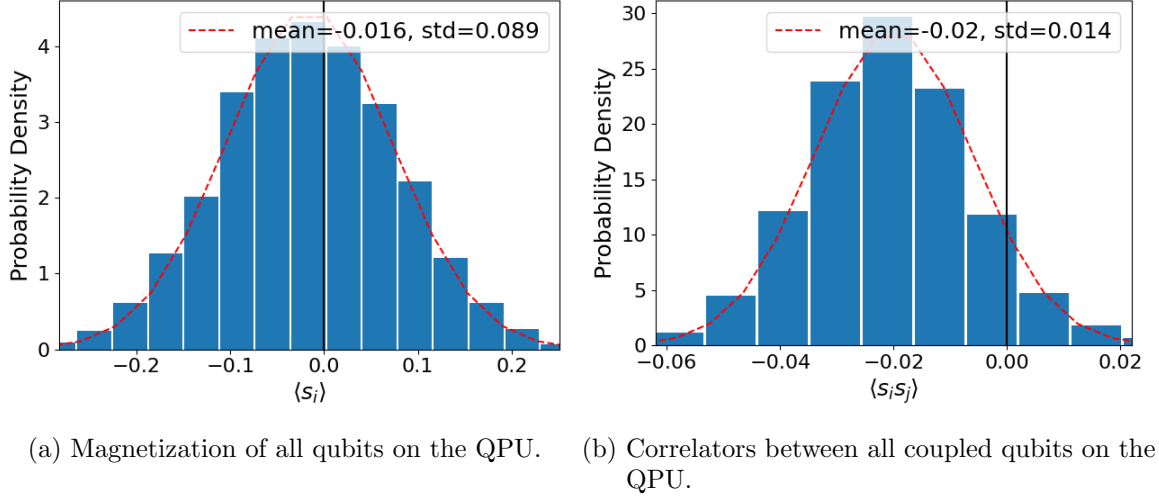 mean=-0.016, std=0.089
Probability Density
4
3
2
1
0
−0.2
−0.1
0.0
0.1
0.2
⟨s_i⟩
mean=-0.02, std=0.014
Probability Density
30
25
20
15
10
5
0
−0.06
−0.04
−0.02
0.00
0.02
⟨s_i s_j⟩
(a) Magnetization of all qubits on the QPU.
(b) Correlators between all coupled qubits on the
QPU.